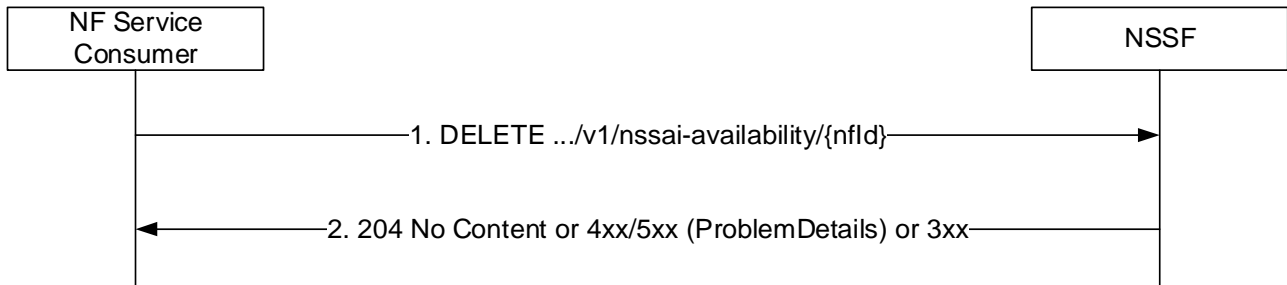 NF Service
Consumer
NSSF
1. DELETE .../v1/nssai-availability/{nfId}
2. 204 No Content or 4xx/5xx (ProblemDetails) or 3xx